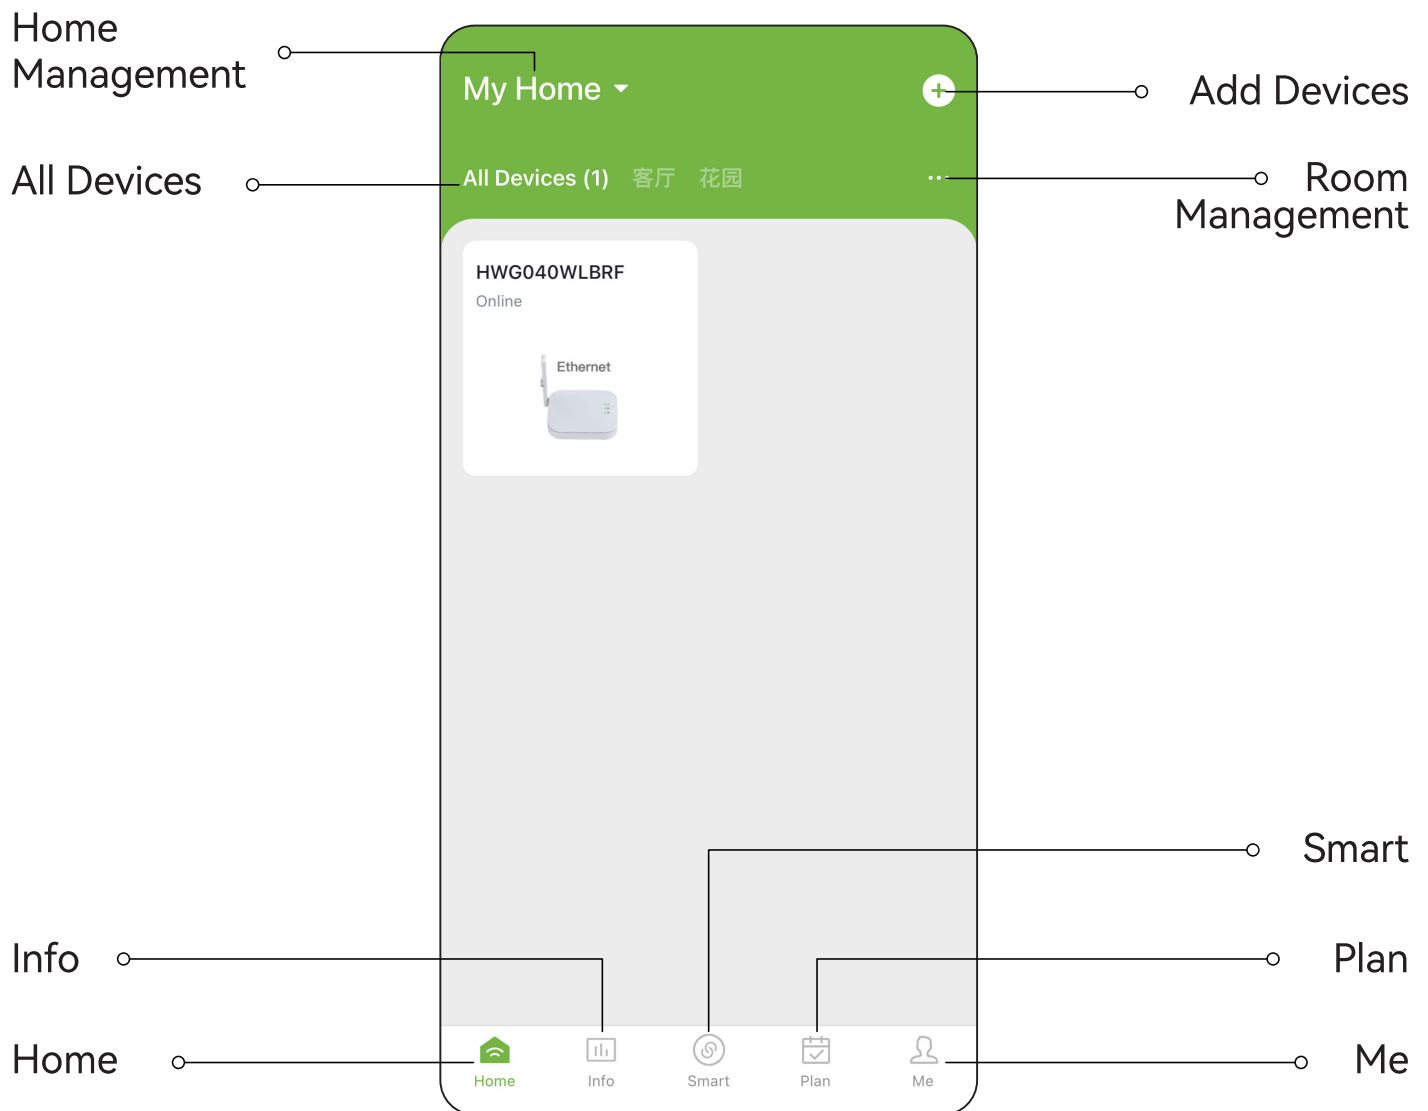 Home
Management
My Home
Add Devices
All Devices
All Devices (1) 客厅 花园
Room
Management
HWG040WLBRF
Online
Ethernet
Smart
Info
Plan
Home
Me
Home
Info
Smart
Plan
Me